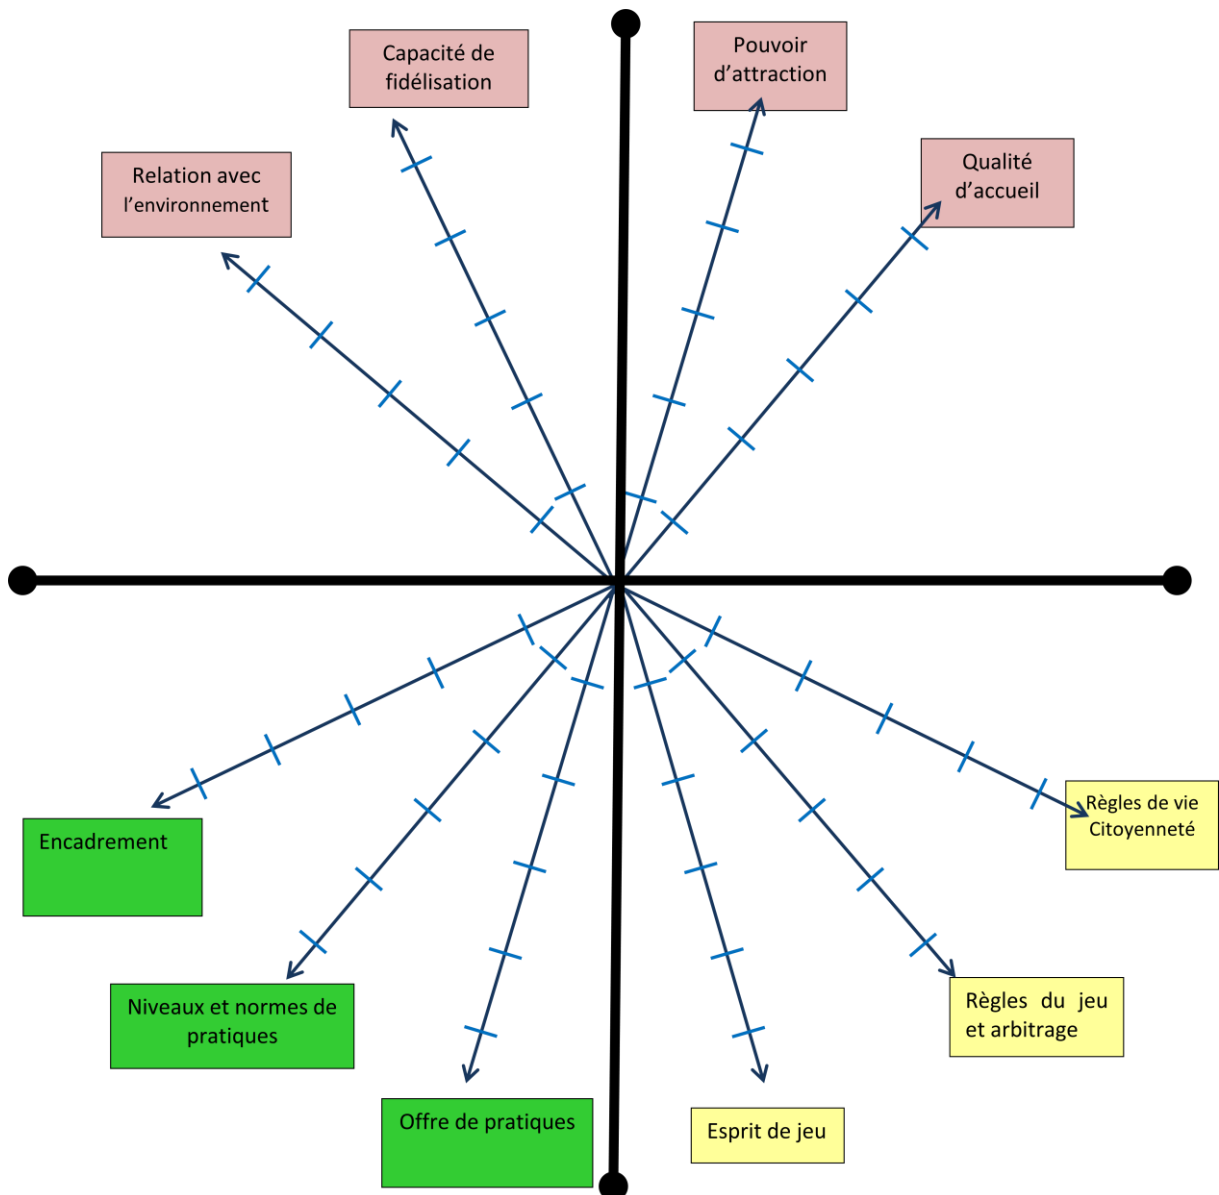 Capacité de
fidélisation
Pouvoir
d’attraction
Relation avec
l’environnement
Qualité
d’accueil
Encadrement
Règles de vie
Citoyenneté
Niveaux et normes de
pratiques
Règles du jeu
et arbitrage
Offre de pratiques
Esprit de jeu